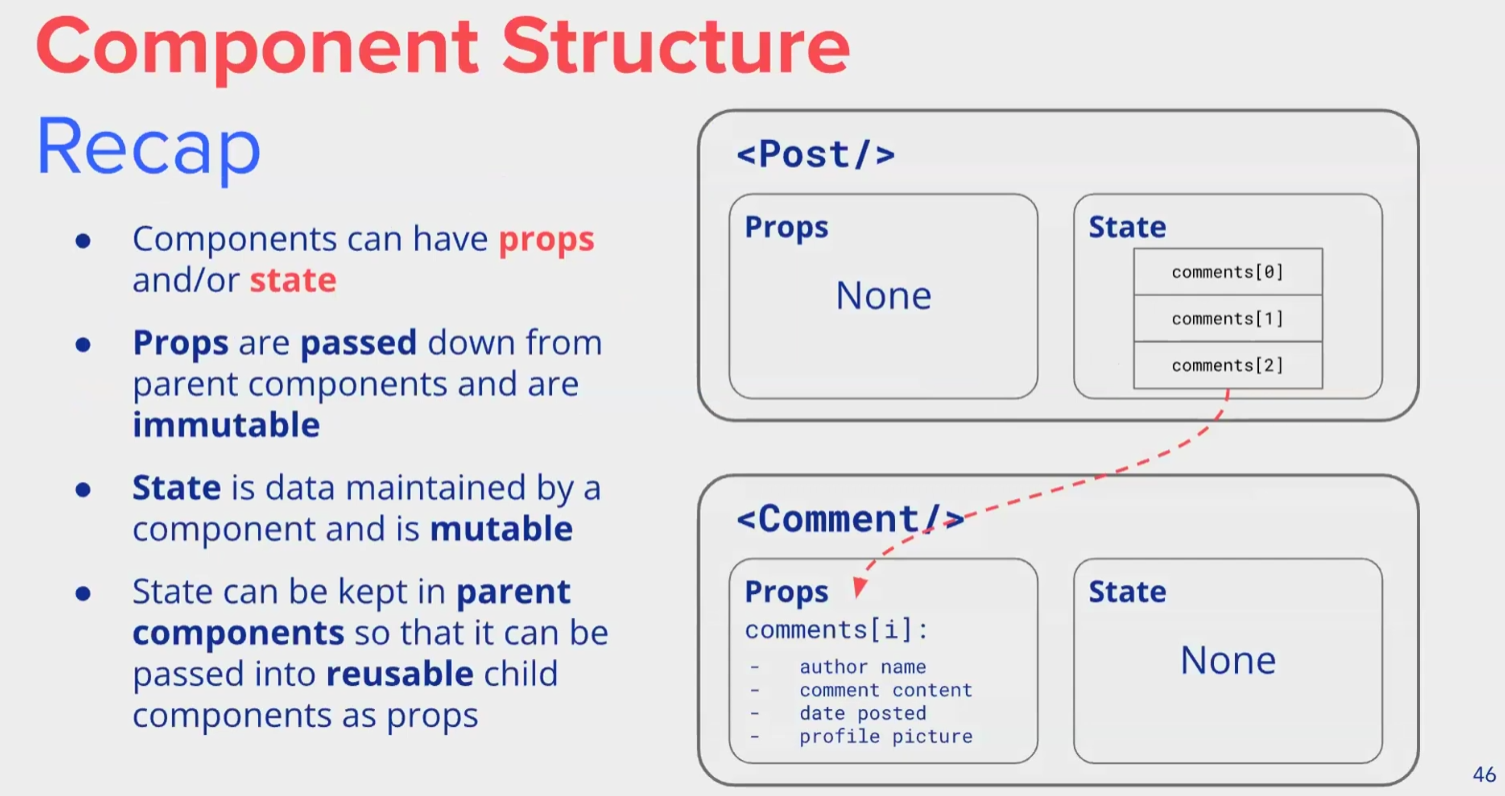 Component Structure
Recap
● Components can have props
and/or state
● Props are passed down from
parent components and are
immutable
● State is data maintained by a
component and is mutable
● State can be kept in parent
components so that it can be
passed into reusable child
components as props
<Post/>
Props
None
State
comments[0]
comments[1]
comments[2]
<Comment/>
Props
comments[i]:
- author name
- comment content
- date posted
- profile picture
State
None
46